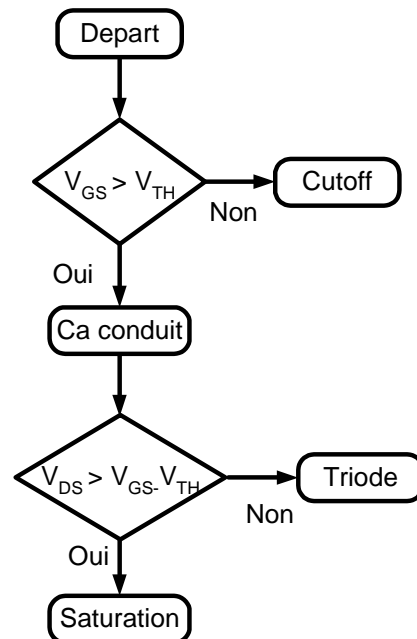 Depart
V_GS > V_TH
Cutoff
Non
Oui
Ca conduit
V_DS > V_GS- V_TH
Triode
Non
Oui
Saturation